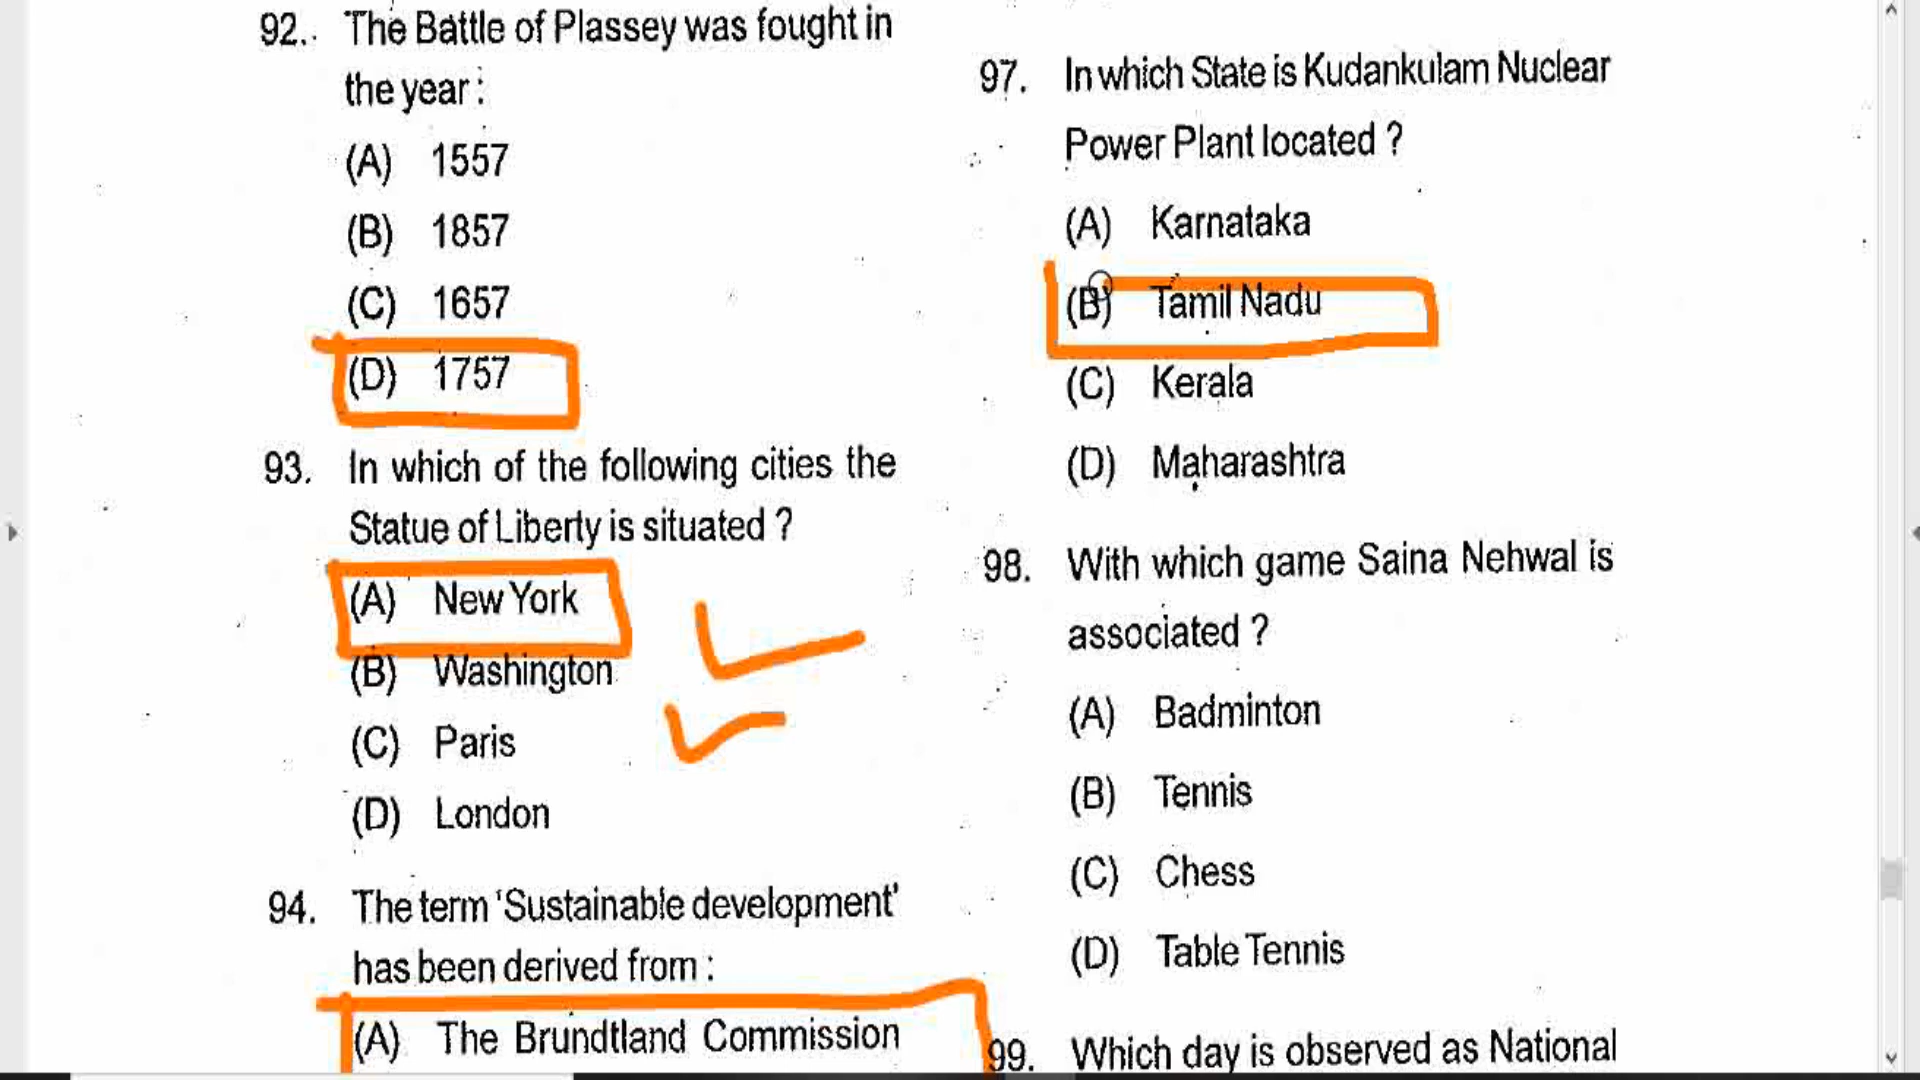 92. The Battle of Plassey was fought in
the year :
(A) 1557
(B) 1857
(C) 1657
(D) 1757
93. In which of the following cities the
Statue of Liberty is situated ?
(A) New York
(B) Washington
(C) Paris
(D) London
94. The term 'Sustainable development'
has been derived from :
(A) The Brundtland Commission
97. In which State is Kudankulam Nuclear
Power Plant located ?
(A) Karnataka
(B) Tamil Nadu
(C) Kerala
(D) Maharashtra
98. With which game Saina Nehwal is
associated ?
(A) Badminton
(B) Tennis
(C) Chess
(D) Table Tennis
99. Which day is observed as National